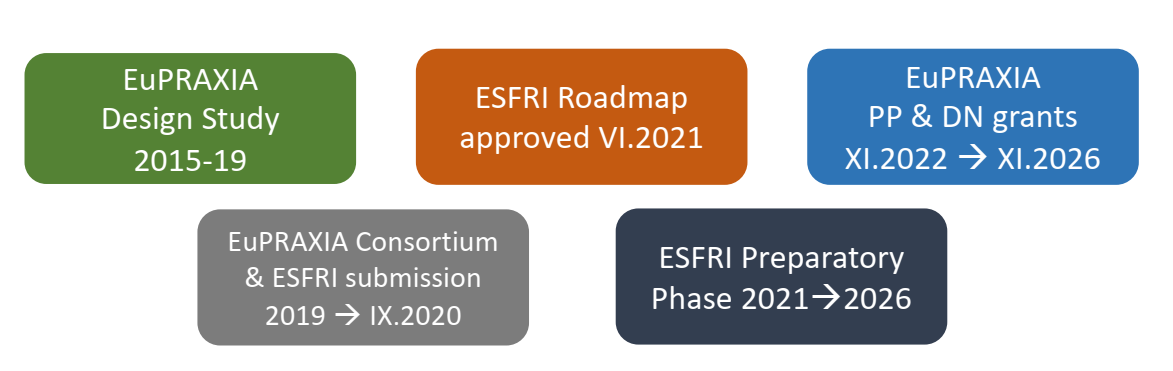 EuPRAXIA
Design Study
2015-19
ESFRI Roadmap
approved VI.2021
EuPRAXIA
PP & DN grants
XI.2022 → XI.2026
EuPRAXIA Consortium
& ESFRI submission
2019 → IX.2020
ESFRI Preparatory
Phase 2021→2026